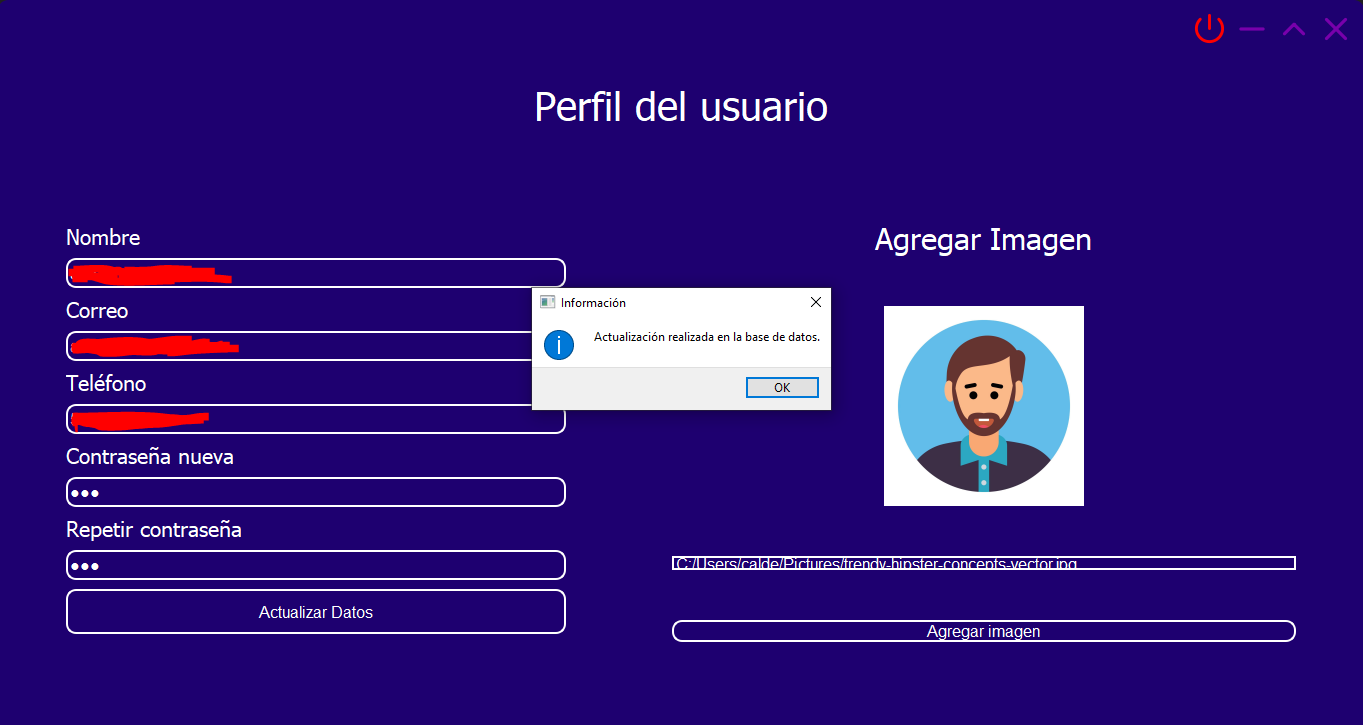 Perfil del usuario
Nombre
Correo
Teléfono
Contraseña nueva
●●●
Repetir contraseña
●●●
Actualizar Datos
Información
Actualización realizada en la base de datos.
OK
Agregar Imagen
C:/Users/calde/Pictures/trendy-hipster-concepts-vector.jpg
Agregar imagen